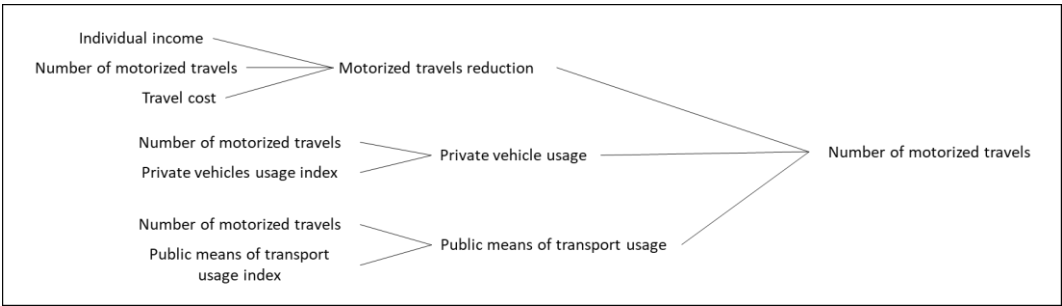 Individual income
Number of motorized travels
Travel cost
Motorized travels reduction
Number of motorized travels
Private vehicles usage index
Private vehicle usage
Number of motorized travels
Public means of transport
usage index
Public means of transport usage
Number of motorized travels